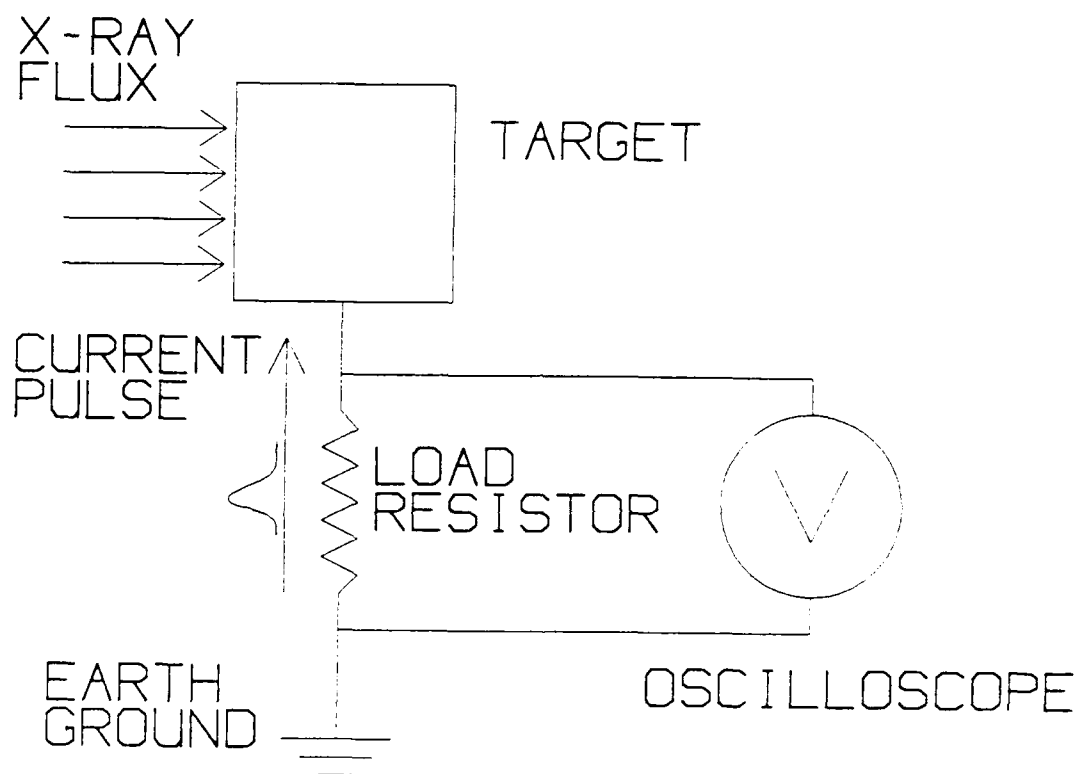 X-RAY
FLUX
TARGET
CURRENT
PULSE
LOAD
RESISTOR
V
EARTH
GROUND
OSCILLOSCOPE